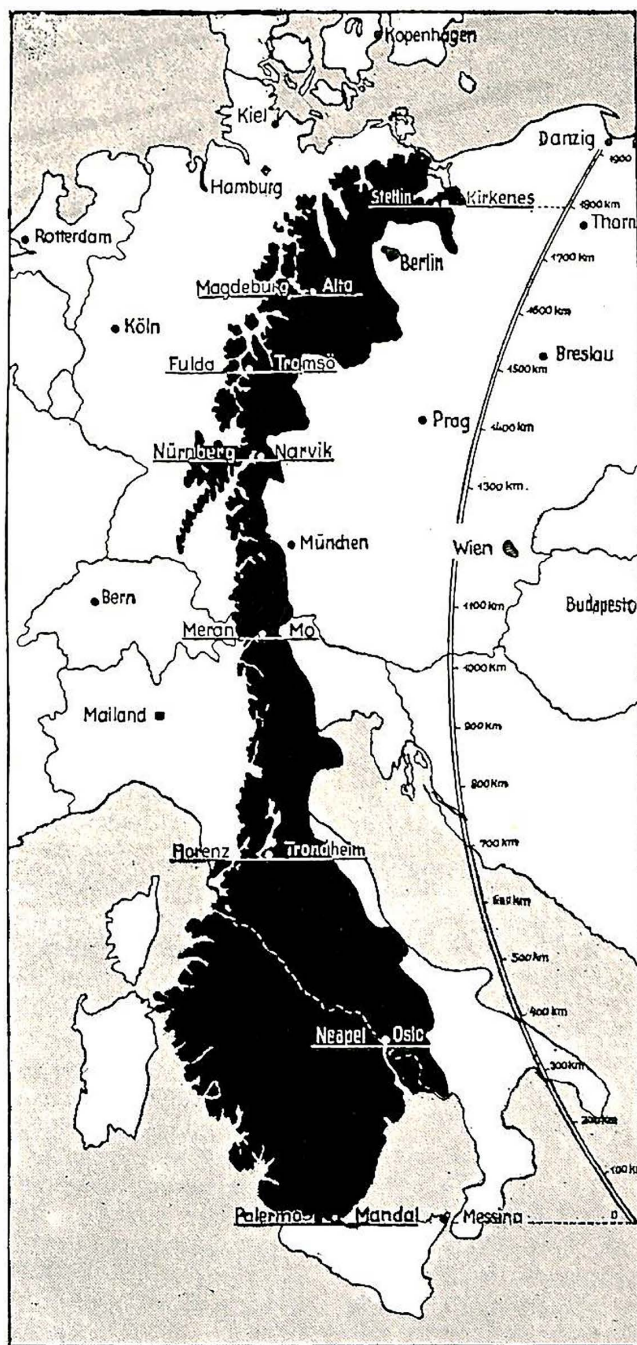 Kopenhagen
Kiel
Danzig
1900
Hamburg
Stettin Kirkenes
1800 km
Thorn
Rotterdam
Berlin
1700 km
Magdeburg Alta
1600 km
Köln
Breslau
Fulda Tromsö
1500 km
Prag
1400 km
Nürnberg Narvik
1300 km
München
Wien
Bern
1100 km
Budapest
Meran Mo
1000 km
900 km
Mailand
800 km
700 km
Florenz Trondheim
600 km
500 km
400 km
Neapel Oslo
300 km
200 km
100 km
Palermo Mandal Messina
0